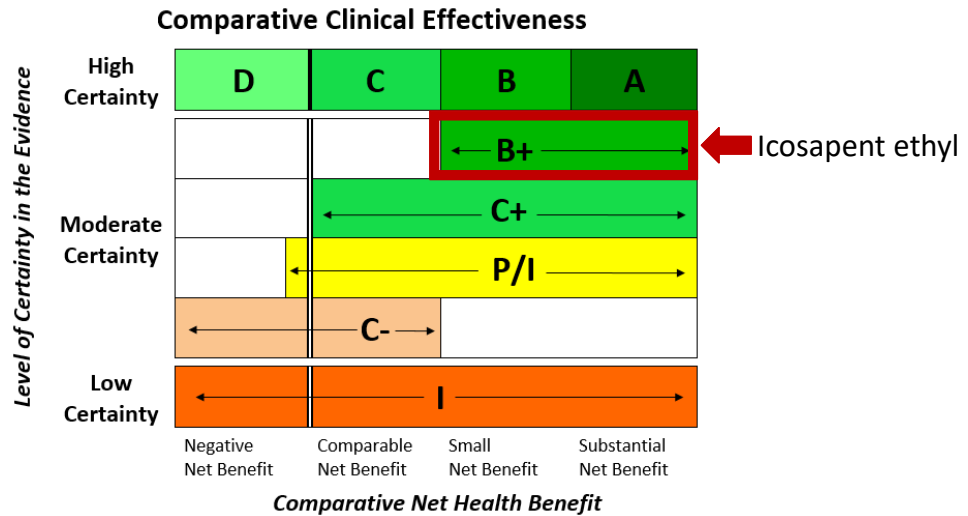 Comparative Clinical Effectiveness
Level of Certainty in the Evidence
High
Certainty
D
C
B
A
B+
Icosapent ethyl
Moderate
Certainty
C+
P/I
C-
Low
Certainty
I
Negative
Net Benefit
Comparable
Net Benefit
Small
Net Benefit
Substantial
Net Benefit
Comparative Net Health Benefit